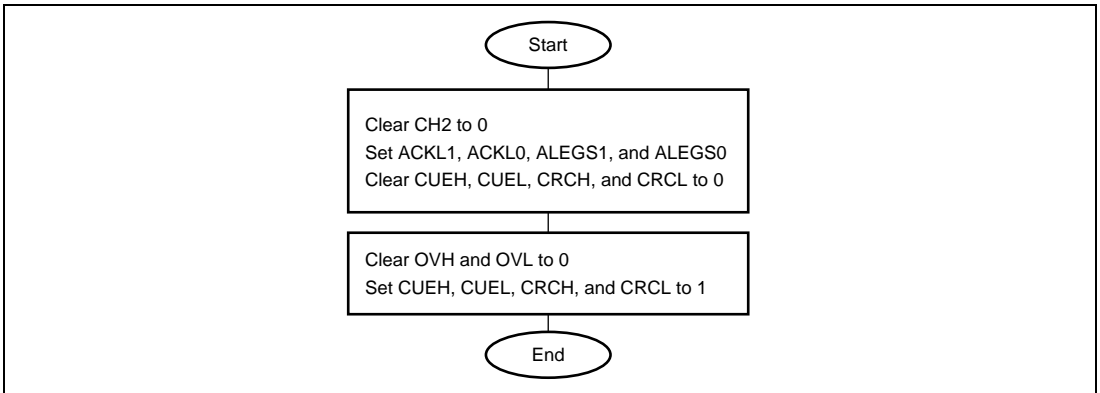 Start
Clear CH2 to 0
Set ACKL1, ACKL0, ALEGS1, and ALEGS0
Clear CUEH, CUEL, CRCH, and CRCL to 0
Clear OVH and OVL to 0
Set CUEH, CUEL, CRCH, and CRCL to 1
End